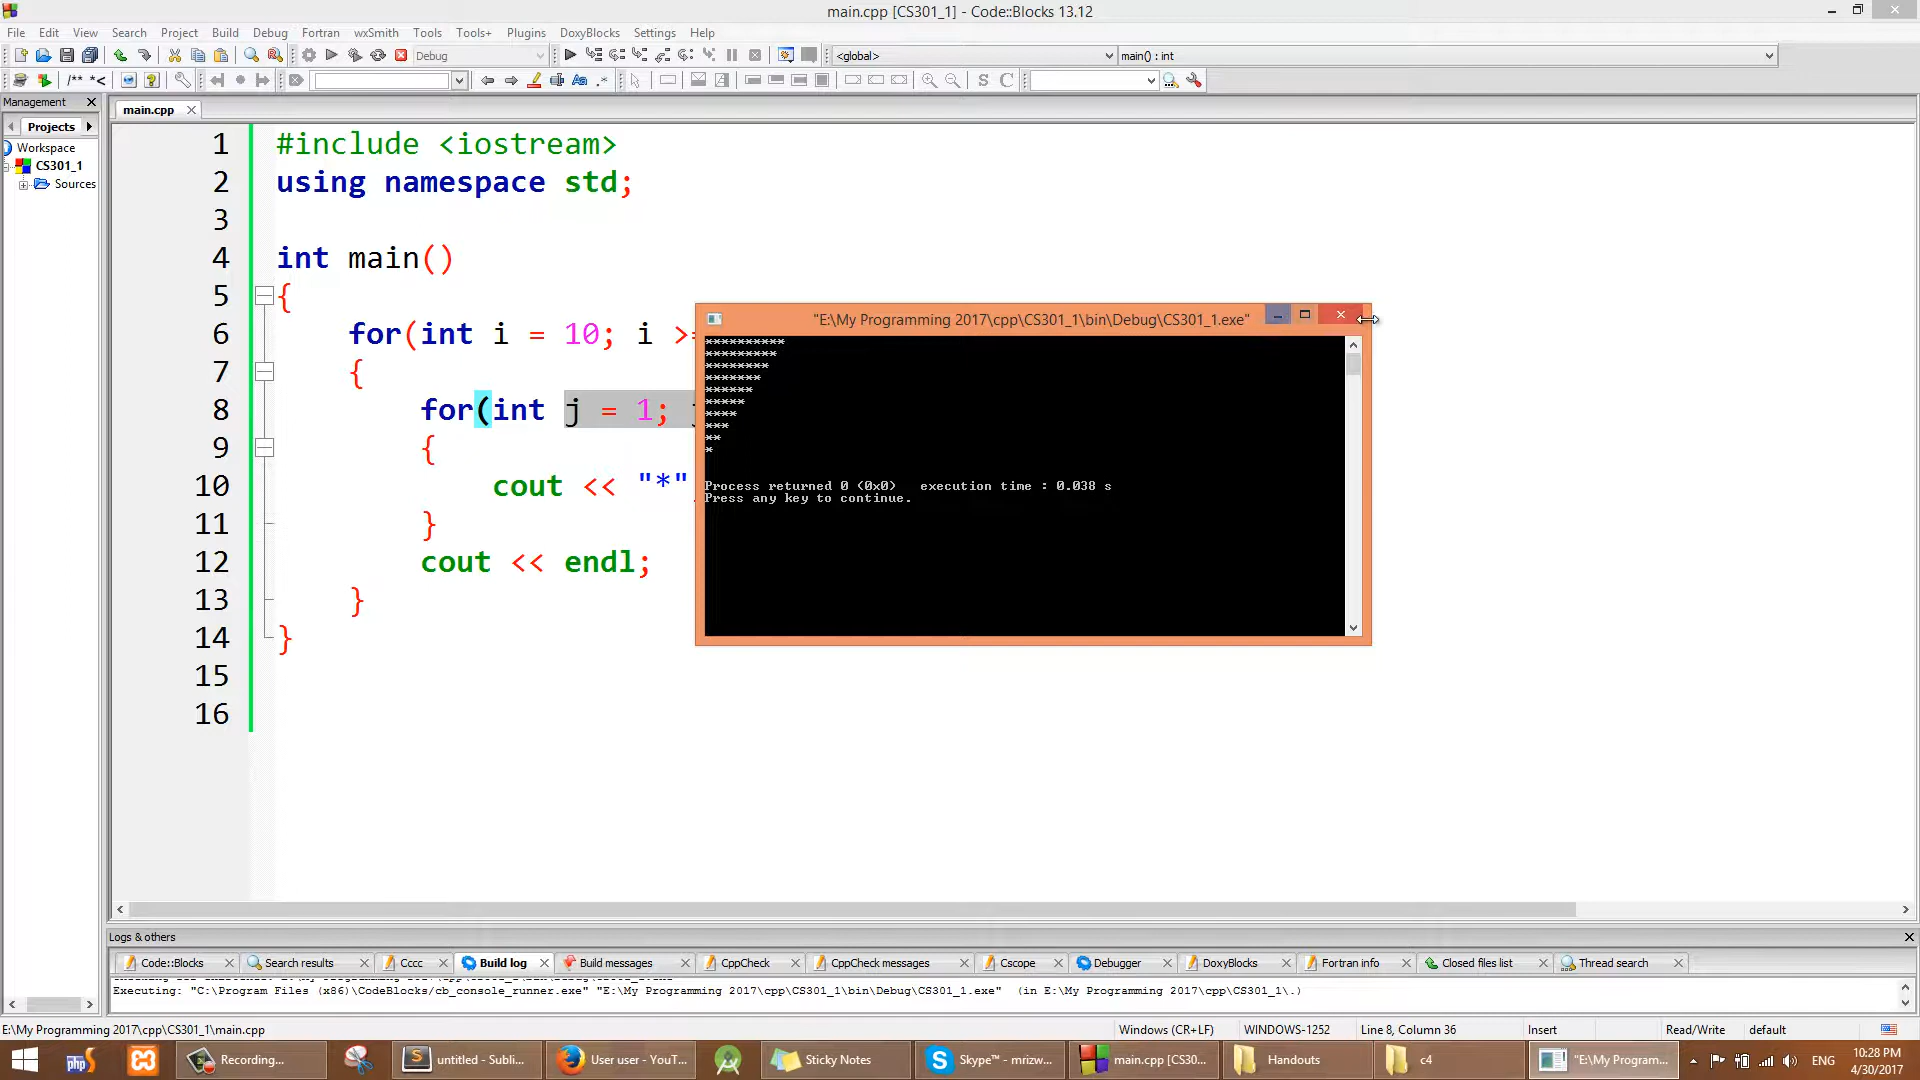 main.cpp [CS301_1] - Code::Blocks 13.12
File Edit View Search Project Build Debug Fortran wxSmith Tools Tools+ Plugins DoxyBlocks Settings Help
Debug <global> main() : int
/** *< S C
Management
main.cpp
Projects
Workspace
CS301_1
Sources
1 #include <iostream>
2 using namespace std;
3
4 int main()
5 {
6 for(int i = 10; i >=
7 {
8 for(int j = 1; j
9 {
10 cout << "*"
11 }
12 cout << endl;
13 }
14 }
15
16
"E:\My Programming 2017\cpp\CS301_1\bin\Debug\CS301_1.exe"
**********
*********
********
*******
******
*****
****
***
**
*
Process returned 0 (0x0) execution time : 0.038 s
Press any key to continue.
Logs & others
Code::Blocks Search results Cccc Build log Build messages CppCheck CppCheck messages Cscope Debugger DoxyBlocks Fortran info Closed files list Thread search
Executing: "C:\Program Files (x86)\CodeBlocks/cb_console_runner.exe" "E:\My Programming 2017\cpp\CS301_1\bin\Debug\CS301_1.exe" (in E:\My Programming 2017\cpp\CS301_1\.)
E:\My Programming 2017\cpp\CS301_1\main.cpp Windows (CR+LF) WINDOWS-1252 Line 8, Column 36 Insert Read/Write default
php Recording... untitled - Subli... User user - YouT... Sticky Notes Skype™ - mrizw... main.cpp [CS30... Handouts c4 "E:\My Program... ENG 10:28 PM
4/30/2017